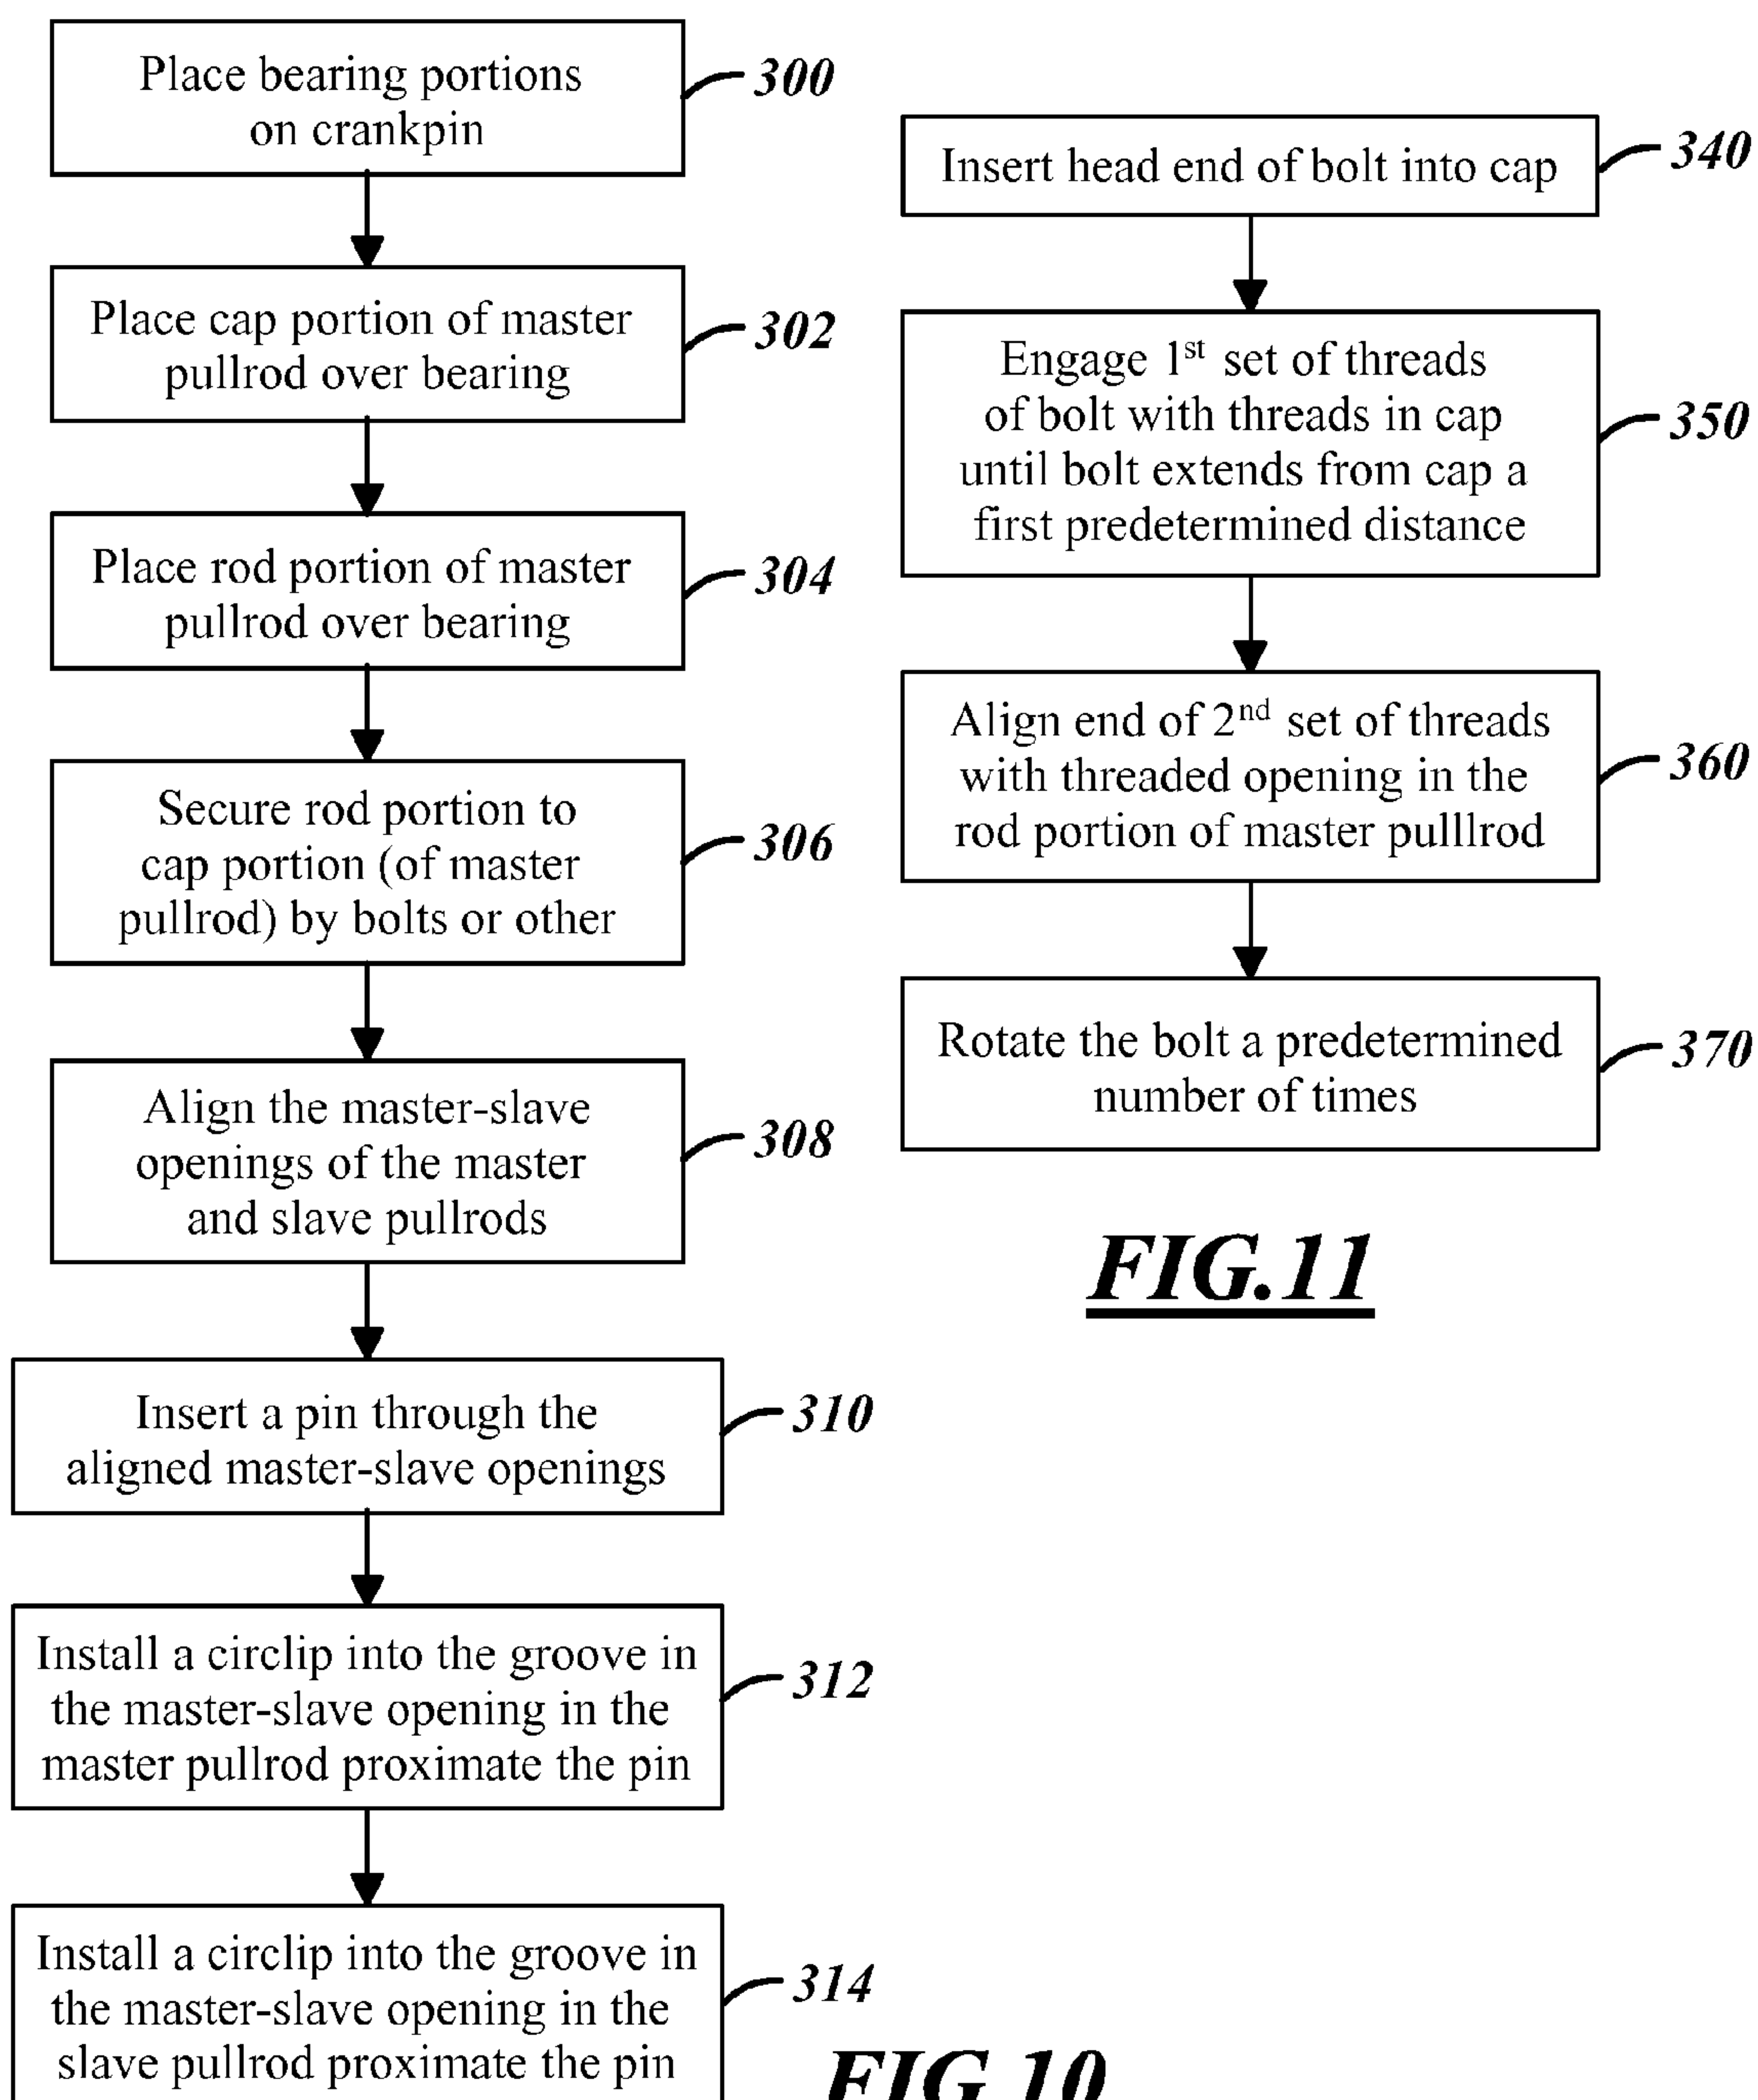 Place bearing portions
on crankpin
300
Place cap portion of master
pullrod over bearing
302
Place rod portion of master
pullrod over bearing
304
Secure rod portion to
cap portion (of master
pullrod) by bolts or other
306
Align the master-slave
openings of the master
and slave pullrods
308
Insert a pin through the
aligned master-slave openings
310
Install a circlip into the groove in
the master-slave opening in the
master pullrod proximate the pin
312
Install a circlip into the groove in
the master-slave opening in the
slave pullrod proximate the pin
314
FIG.10
Insert head end of bolt into cap
340
Engage 1st set of threads
of bolt with threads in cap
until bolt extends from cap a
first predetermined distance
350
Align end of 2nd set of threads
with threaded opening in the
rod portion of master pulllrod
360
Rotate the bolt a predetermined
number of times
370
FIG.11